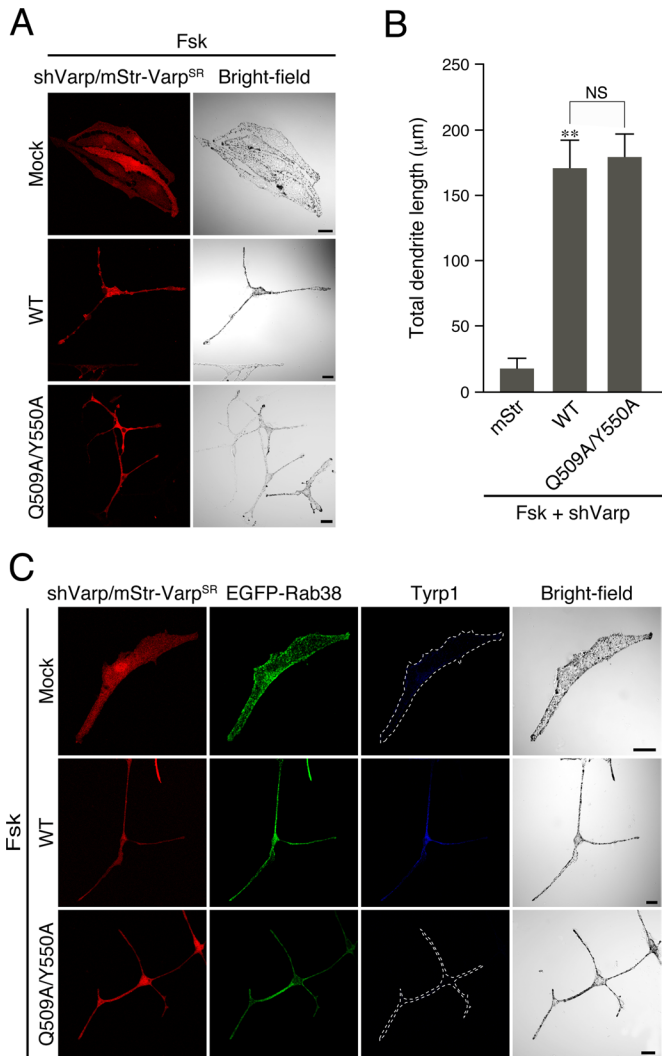 A
Fsk
shVarp/mStr-Varp^SR Bright-field
Mock
WT
Q509A/Y550A
B
Total dendrite length (μm)
250
200
150
100
50
0
NS
**
mStr
WT
Q509A/Y550A
Fsk + shVarp
C
shVarp/mStr-Varp^SR EGFP-Rab38 Tyrp1 Bright-field
Fsk
Mock
WT
Q509A/Y550A